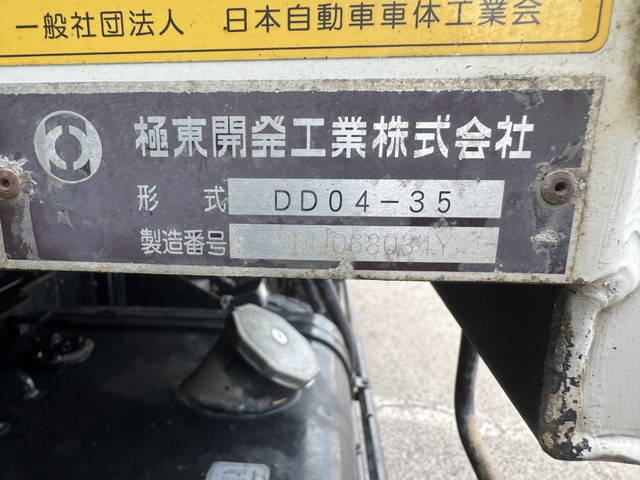 一般社団法人 日本自動車車体工業会
極東開発工業株式会社
形 式 DD04-35
製造番号